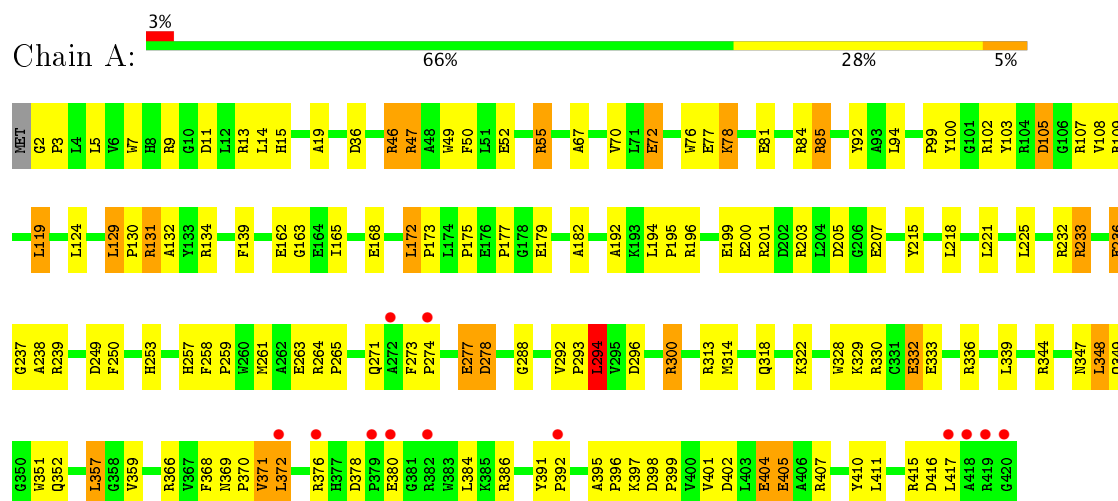 3%
Chain A:
66% 28% 5%
MET G2 P3 L4 L5 V6 W7 H8 R9 G10 D11 L12 R13 L14 H15 A19 D36 R46 R47 A48 W49 F50 L51 E52 R55 A67 V70 L71 E72 W76 E77 K78 E81 R84 R85 Y92 A93 L94 P99 Y100 G101 R102 Y103 R104 D105 G106 R107 V108 R109
L119 L124 L129 P130 R131 A132 Y133 R134 F139 E162 G163 E164 I165 E168 L172 P173 L174 P175 E176 P177 G178 E179 A182 A192 K193 L194 P195 R196 E199 E200 R201 D202 R203 L204 D205 G206 E207 Y215 L218 L221 L225 R232 R233
G237 A238 R239 D249 F250 H253 H257 F258 P259 W260 M261 A262 E263 R264 P265 Q271 A272 F273 P274 E277 D278 G288 V292 P293 L294 V295 D296 R300 R313 M314 Q318 K322 W328 K329 R330 C331 E332 E333 R336 L339 R344 N347 L348 Q349
G350 W351 Q352 L357 G358 V359 R366 V367 F368 N369 P370 V371 L372 R376 H377 D378 P379 E380 G381 R382 W383 L384 K385 R386 Y391 P392 A395 P396 K397 D398 R399 V400 V401 D402 L403 E404 E405 A406 R407 Y410 L411 R415 D416 L417 A418 R419 G420